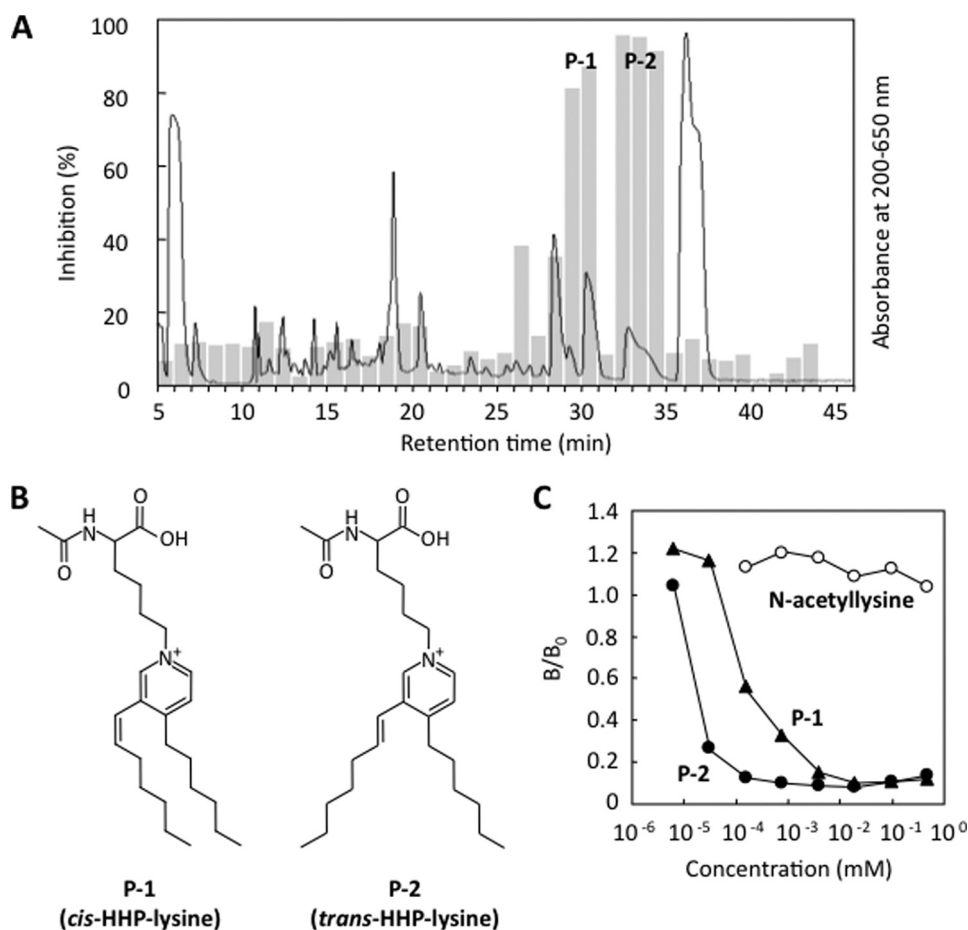 A
100
80
60
40
20
0
Inhibition (%)
P-1
P-2
Absorbance at 200-650 nm
5
10
15
20
25
30
35
40
45
Retention time (min)
B
H
N
O
OH
O
N+
P-1
(cis-HHP-lysine)
H
N
O
OH
O
N+
P-2
(trans-HHP-lysine)
C
1.4
1.2
1.0
0.8
0.6
0.4
0.2
0
B/B0
N-acetyllysine
P-1
P-2
10-6
10-5
10-4
10-3
10-2
10-1
100
Concentration (mM)